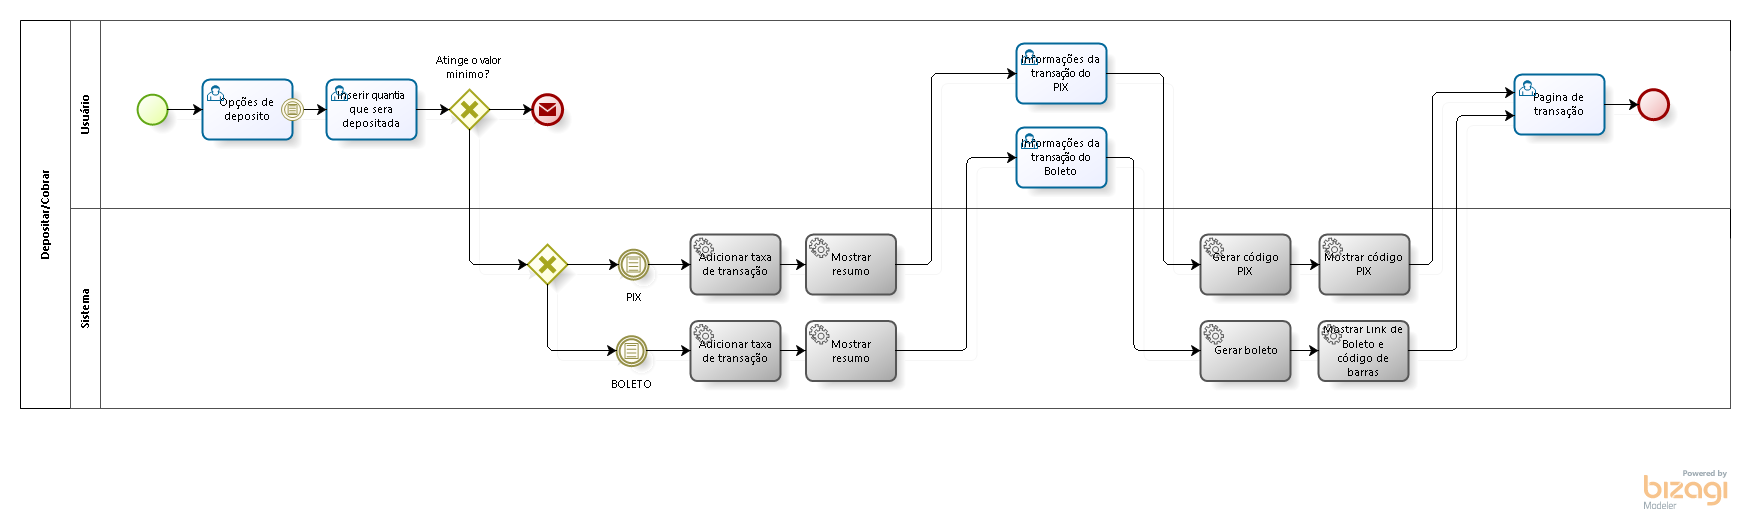 Depositar/Cobrar
Usuário
Opções de
deposito
Inserir quantia
que sera
depositada
Atinge o valor
minimo?
Informações da
transação do
PIX
Informações da
transação do
Boleto
Pagina de
transação
Sistema
PIX
Adicionar taxa
de transação
Mostrar
resumo
Gerar código
PIX
Mostrar código
PIX
BOLETO
Adicionar taxa
de transação
Mostrar
resumo
Gerar boleto
Mostrar Link de
Boleto e
código de
barras
Powered by
bizagi
Modeler